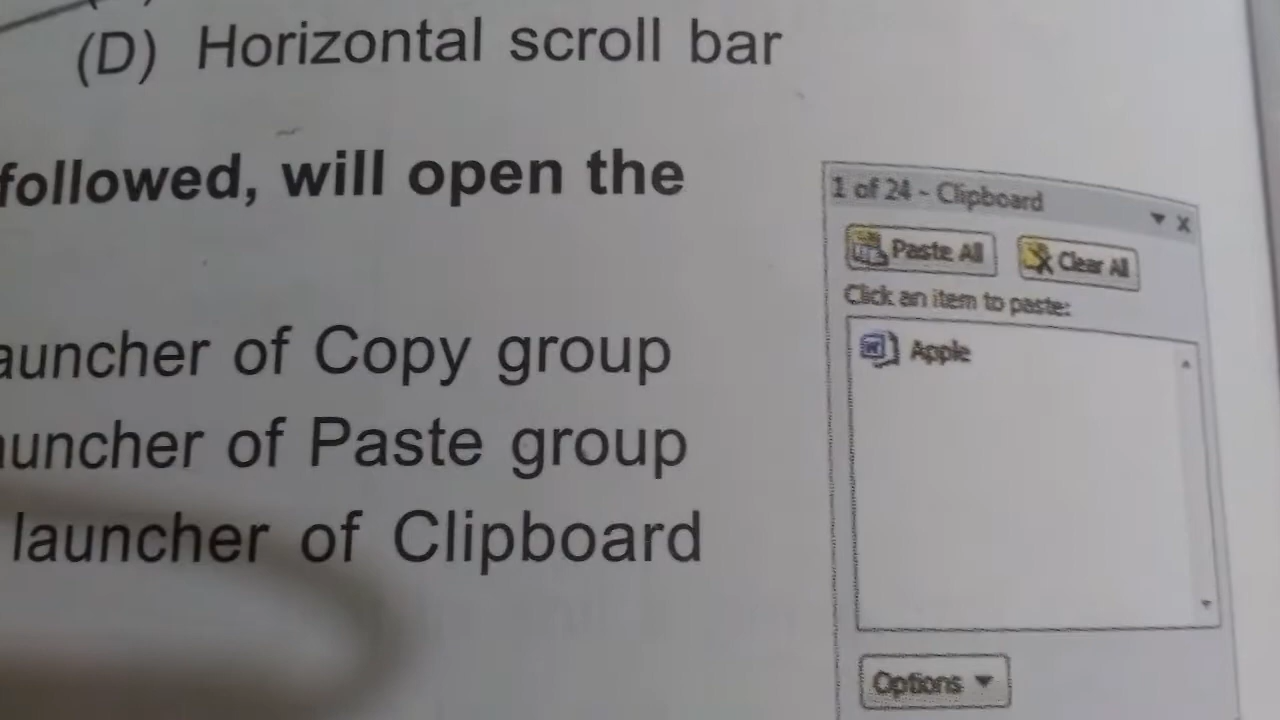 (D) Horizontal scroll bar
followed, will open the
auncher of Copy group
uncher of Paste group
launcher of Clipboard
1 of 24 - Clipboard
Paste All
Clear All
Click an item to paste:
Apple
Options